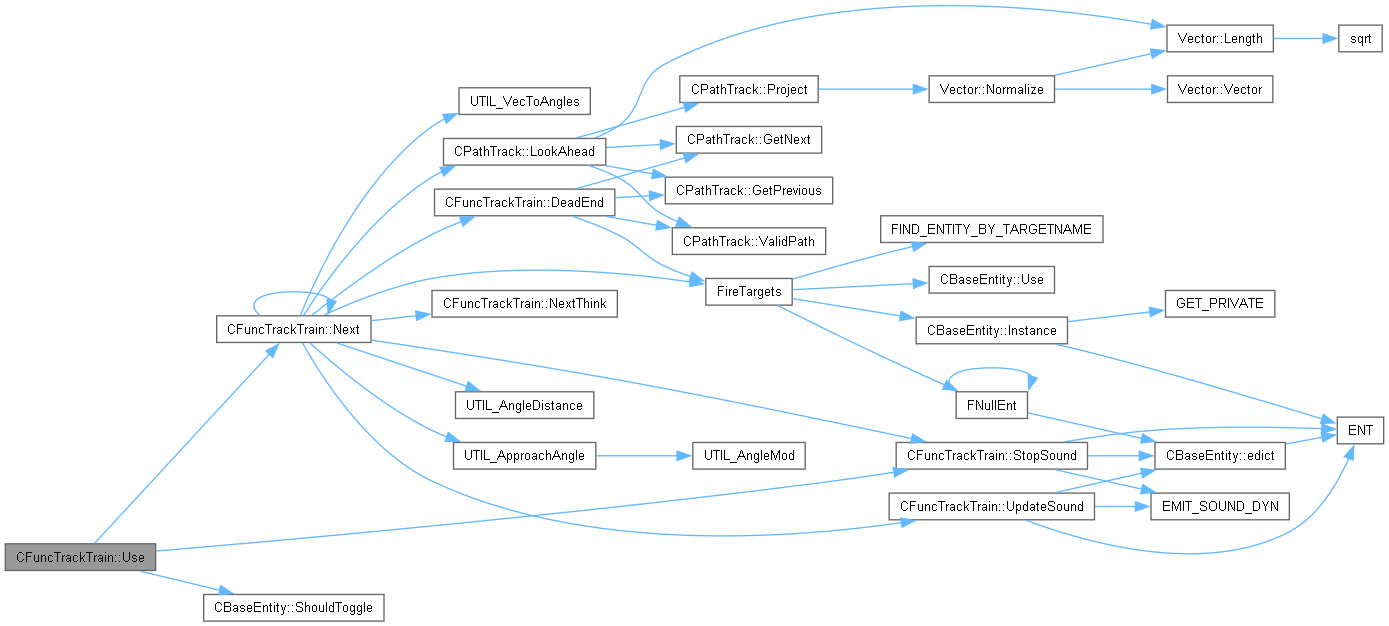 Vector::Length
sqrt
CPathTrack::Project
Vector::Normalize
Vector::Vector
UTIL_VecToAngles
CPathTrack::LookAhead
CPathTrack::GetNext
CPathTrack::GetPrevious
CFuncTrackTrain::DeadEnd
CPathTrack::ValidPath
FIND_ENTITY_BY_TARGETNAME
CBaseEntity::Use
FireTargets
CFuncTrackTrain::NextThink
GET_PRIVATE
CFuncTrackTrain::Next
CBaseEntity::Instance
UTIL_AngleDistance
FNullEnt
ENT
UTIL_ApproachAngle
UTIL_AngleMod
CFuncTrackTrain::StopSound
CBaseEntity::edict
CFuncTrackTrain::UpdateSound
EMIT_SOUND_DYN
CFuncTrackTrain::Use
CBaseEntity::ShouldToggle